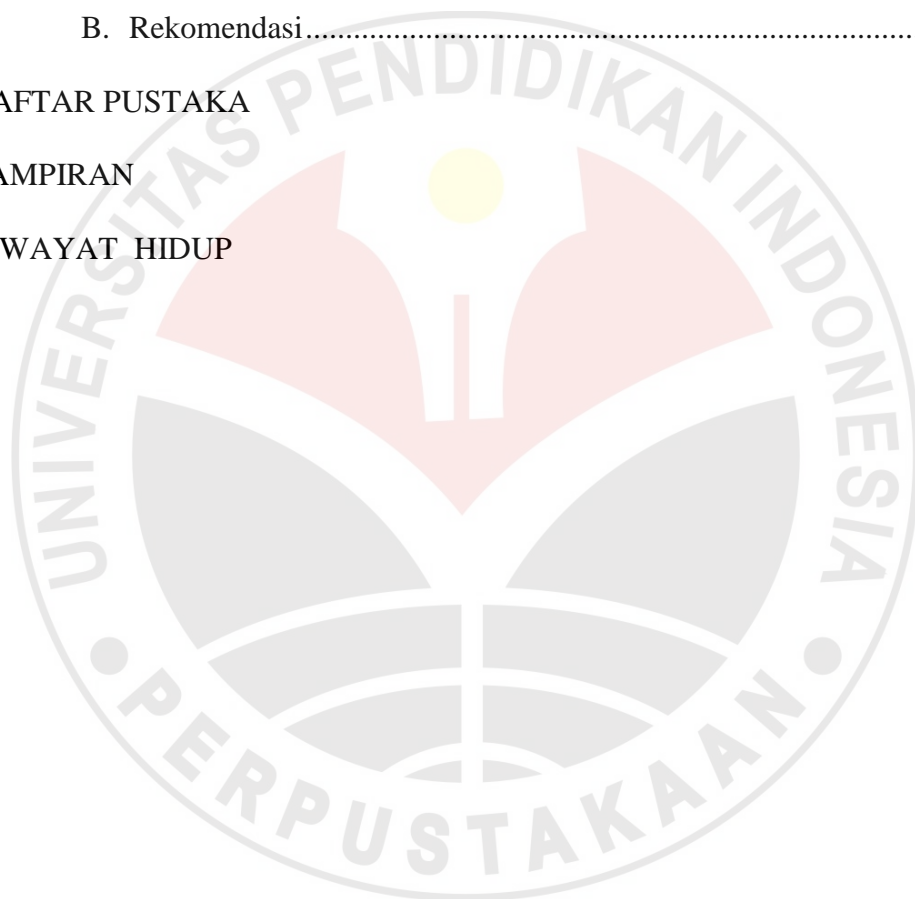 B. Rekomendasi................................................................................
AFTAR PUSTAKA
AMPIRAN
WAYAT HIDUP
UNIVERSITAS PENDIDIKAN INDONESIA
PERPUSTAKAAN